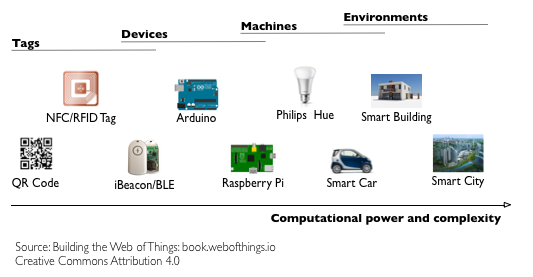 Environments
Machines
Devices
Tags
NFC/RFID Tag
Arduino
Philips Hue
Smart Building
QR Code
iBeacon/BLE
Raspberry Pi
Smart Car
Smart City
Computational power and complexity
Source: Building the Web of Things: book.webofthings.io
Creative Commons Attribution 4.0